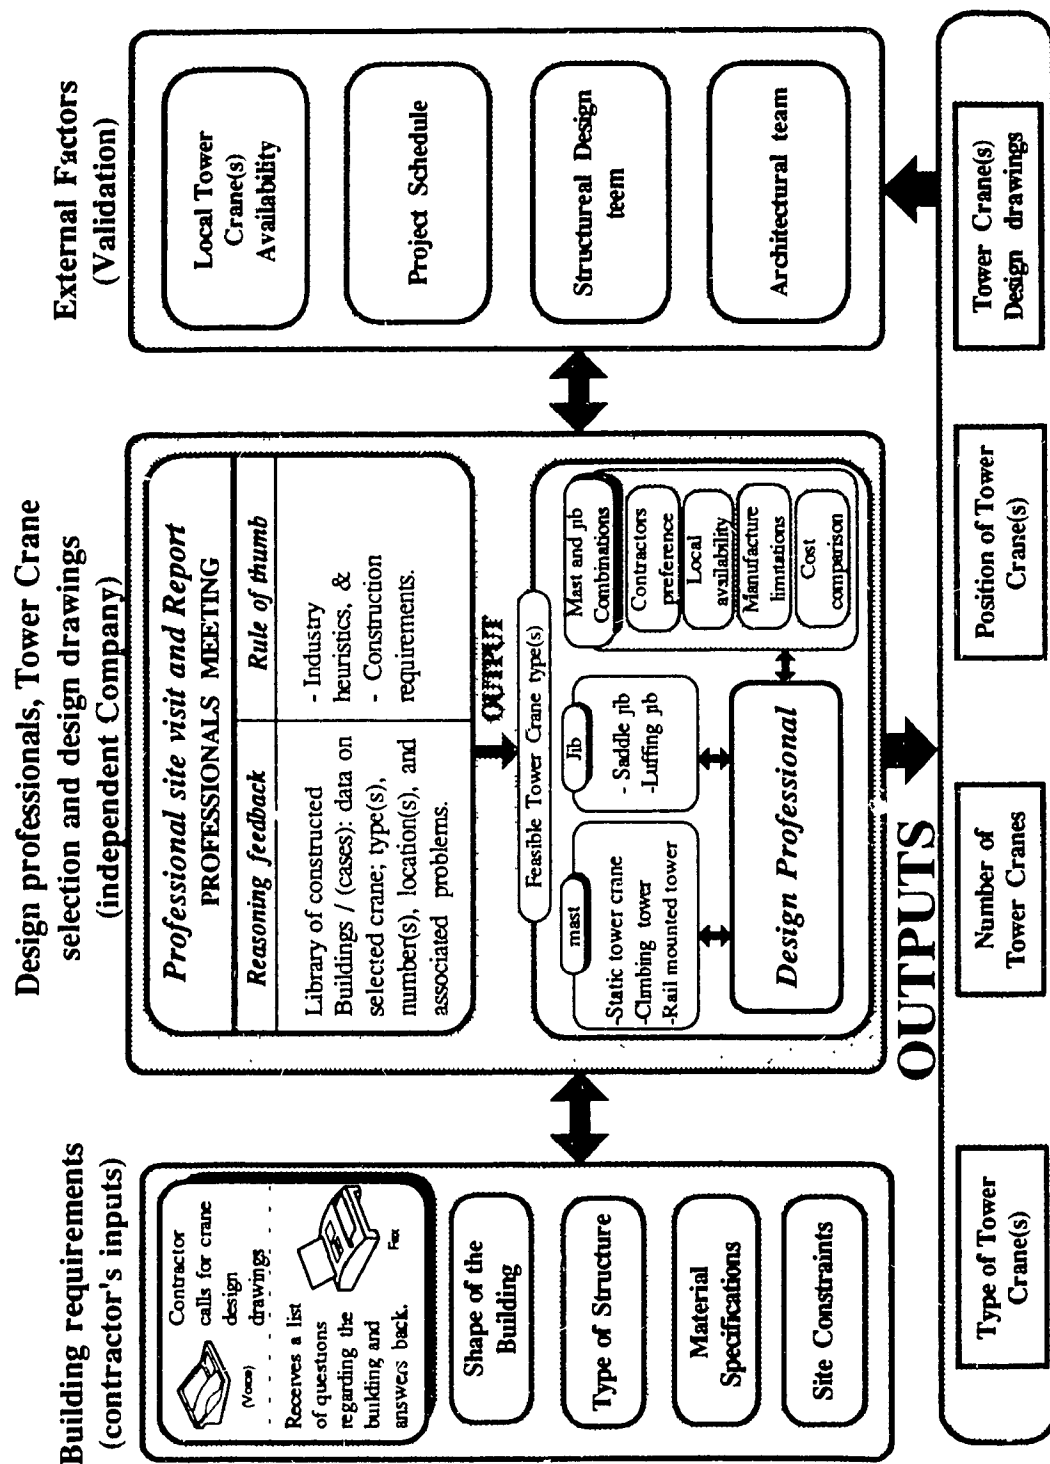 Building requirements
(contractor's inputs)
Contractor
calls for crane
design
drawings
(Voice)
Receives a list
of questions
regarding the
building and
answers back.
Fax
Shape of the
Building
Type of Structure
Material
Specifications
Site Constraints
Design professionals, Tower Crane
selection and design drawings
(independent Company)
Professional site visit and Report
PROFESSIONALS MEETING
Reasoning feedback
Rule of thumb
Library of constructed
Buildings / (cases): data on
selected crane; type(s),
number(s), location(s), and
associated problems.
- Industry
heuristics, &
- Construction
requirements.
OUTPUT
Feasible Tower Crane type(s)
mast
-Static tower crane
-Climbing tower
-Rail mounted tower
Jib
- Saddle jib
-Luffing jib
Mast and jib
Combinations
Contractors
preference
Local
availability
Manufacture
limitations
Cost
comparison
Design Professional
External Factors
(Validation)
Local Tower
Crane(s)
Availability
Project Schedule
Structureal Design
teem
Architectural team
OUTPUTS
Type of Tower
Crane(s)
Number of
Tower Cranes
Position of Tower
Crane(s)
Tower Crane(s)
Design drawings